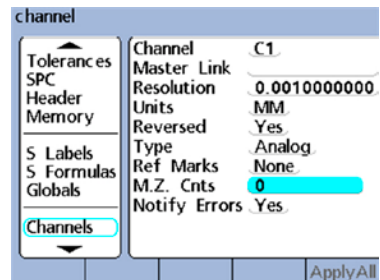 channel
Tolerances
SPC
Header
Memory
S Labels
S Formulas
Globals
Channels
Channel C1
Master Link
Resolution 0.0010000000
Units MM
Reversed Yes
Type Analog
Ref Marks None
M.Z. Cnts 0
Notify Errors Yes
ApplyAll